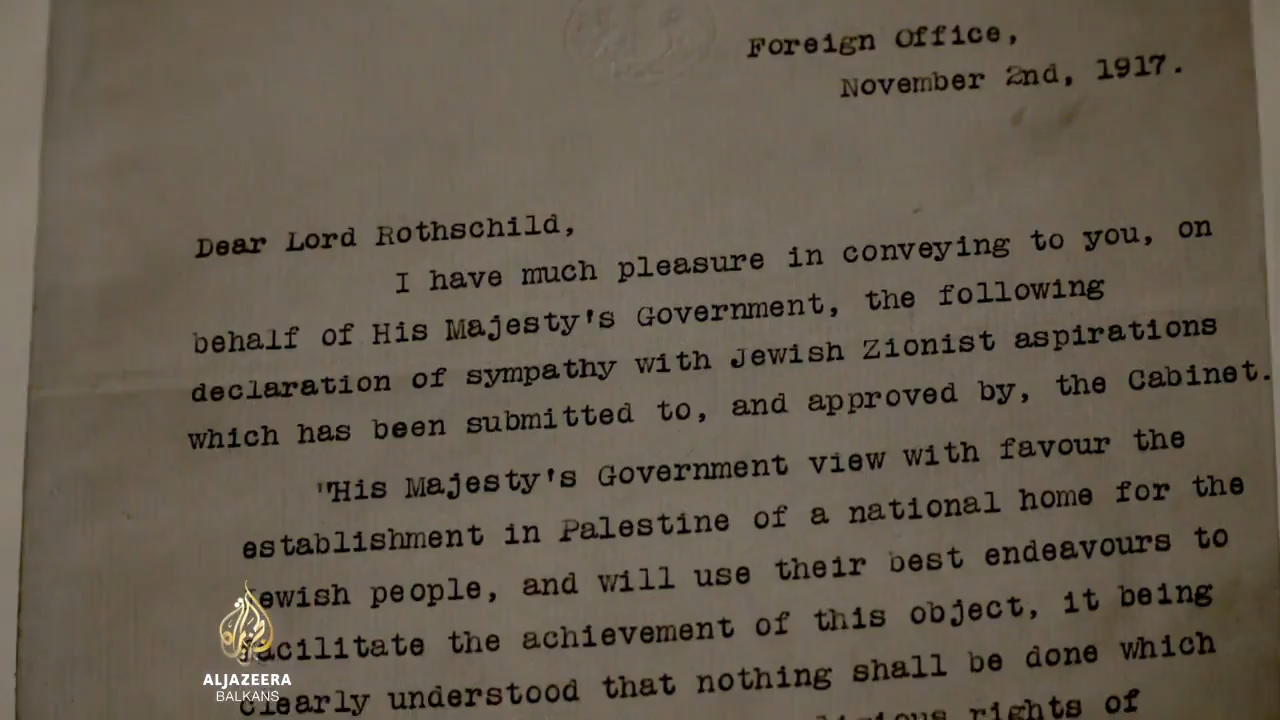 Foreign Office,
November 2nd, 1917.
Dear Lord Rothschild,
I have much pleasure in conveying to you, on
behalf of His Majesty's Government, the following
declaration of sympathy with Jewish Zionist aspirations
which has been submitted to, and approved by, the Cabinet.
"His Majesty's Government view with favour the
establishment in Palestine of a national home for the
Jewish people, and will use their best endeavours to
facilitate the achievement of this object, it being
clearly understood that nothing shall be done which
rights of
ALJAZEERA
BALKANS